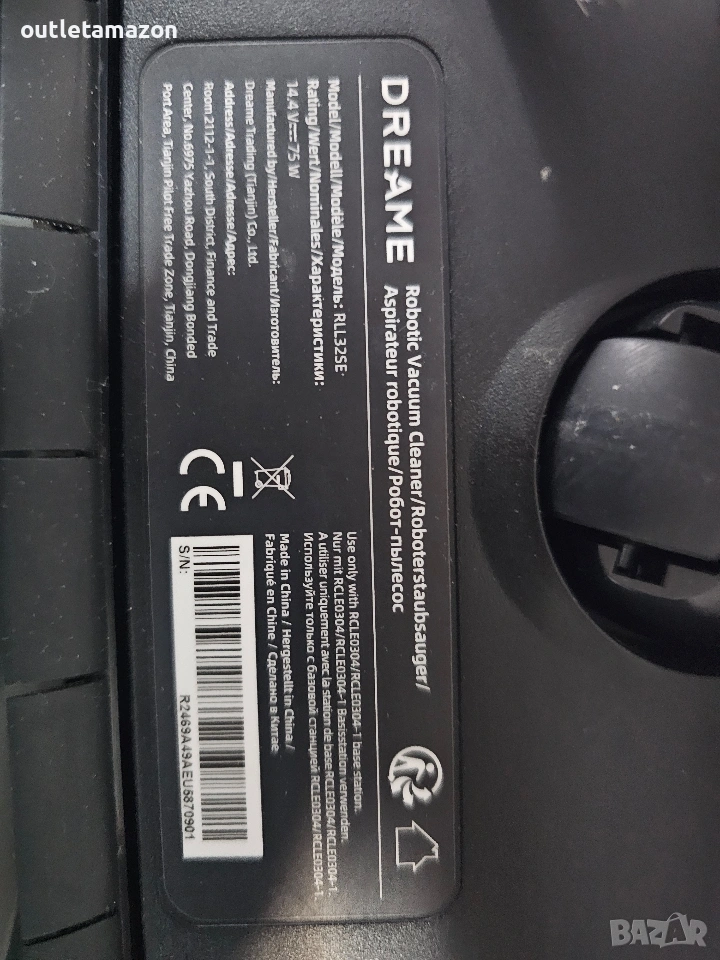 outletamazon
DREAME
Robotic Vacuum Cleaner/Roboterstaubsauger/
Aspirateur robotique/Робот-пылесос
Model/Modell/Modèle/Модель: RLL32SE
Rating/Wert/Nominales/Характеристики:
14,4 V⎓75 W
Manufactured by/Hersteller/Fabricant/Изготовитель:
Dreame Trading (Tianjin) Co., Ltd.
Address/Adresse/Adresse/Адрес:
Room 2112-1-1, South District, Finance and Trade
Center, No.6975 Yazhou Road, Dongjiang Bonded
Port Area, Tianjin Pilot Free Trade Zone, Tianjin, China
Use only with RCLE0304/RCLE0304-1 base station.
Nur mit RCLE0304/RCLE0304-1 Basisstation verwenden.
A utiliser uniquement avec la station de base RCLE0304/RCLE0304-1.
Используйте только с базовой станцией RCLE0304/RCLE0304-1.
Made in China / Hergestellt in China /
Fabriqué en Chine / Сделано в Китае
CE
S/N:
R2469A49AEU5870901
BAZAR